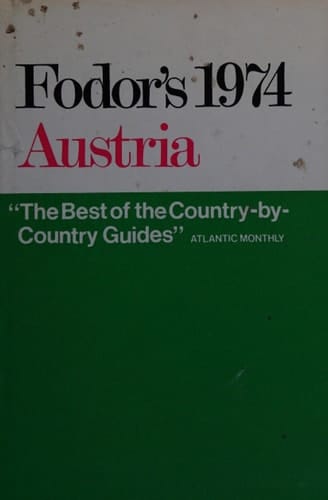 Fodor's 1974
Austria
“The Best of the Country-by-
Country Guides” ATLANTIC MONTHLY